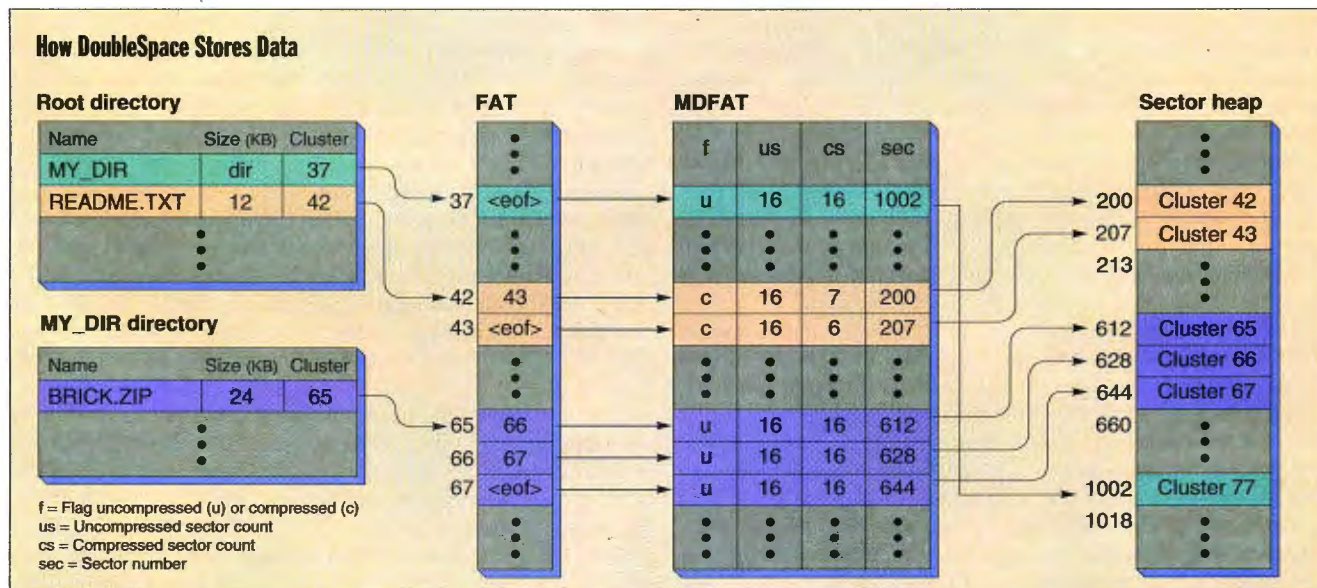 How DoubleSpace Stores Data
Root directory
Name Size (KB) Cluster
MY_DIR dir 37
README.TXT 12 42
MY_DIR directory
Name Size (KB) Cluster
BRICK.ZIP 24 65
f = Flag uncompressed (u) or compressed (c)
us = Uncompressed sector count
cs = Compressed sector count
sec = Sector number
FAT
37 <eof>
42 43
43 <eof>
65 66
66 67
67 <eof>
MDFAT
f us cs sec
u 16 16 1002
c 16 7 200
c 16 6 207
u 16 16 612
u 16 16 628
u 16 16 644
Sector heap
200 Cluster 42
207 Cluster 43
213
612 Cluster 65
628 Cluster 66
644 Cluster 67
660
1002 Cluster 77
1018